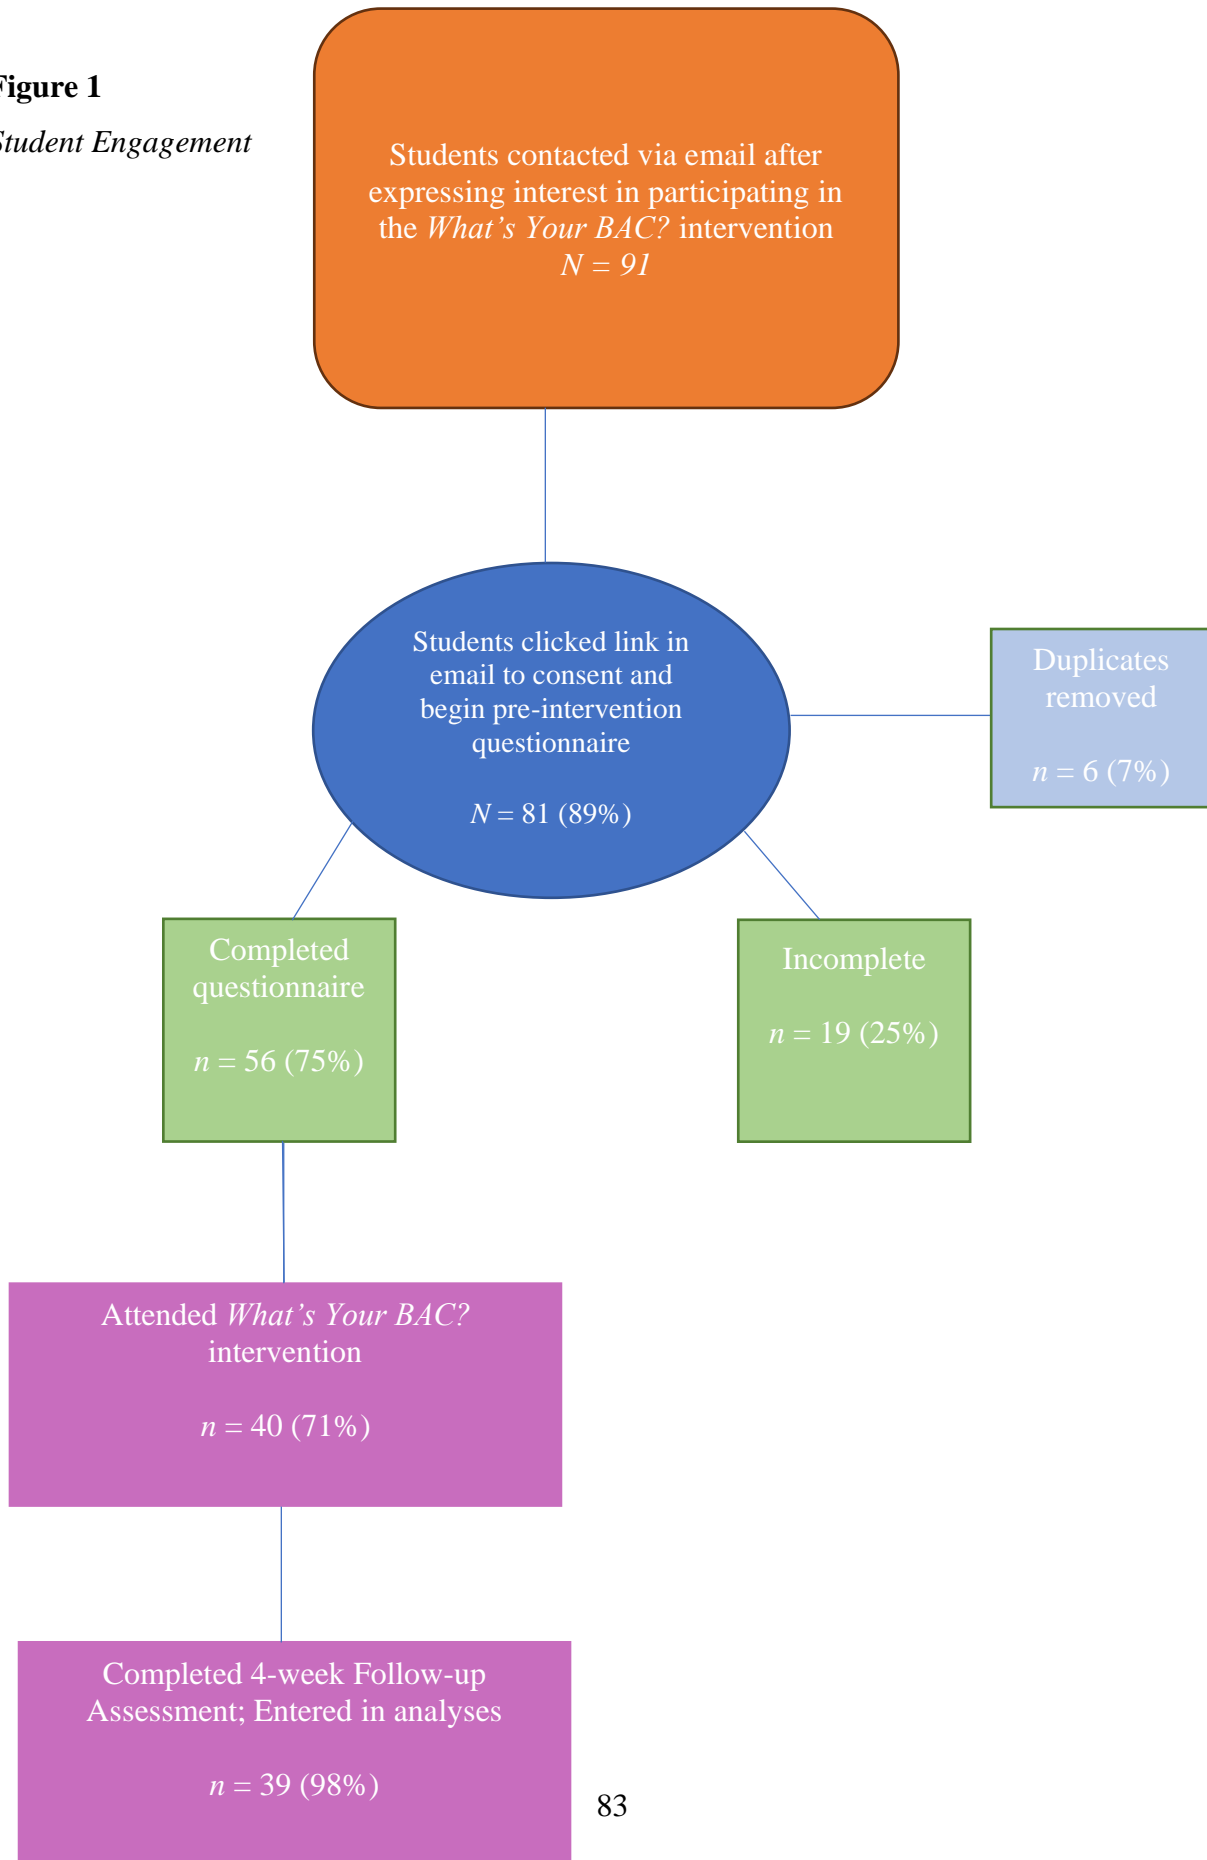 Figure 1
Student Engagement
Students contacted via email after
expressing interest in participating in
the What’s Your BAC? intervention
N = 91
Students clicked link in
email to consent and
begin pre-intervention
questionnaire
N = 81 (89%)
Duplicates
removed
n = 6 (7%)
Completed
questionnaire
n = 56 (75%)
Incomplete
n = 19 (25%)
Attended What’s Your BAC?
intervention
n = 40 (71%)
Completed 4-week Follow-up
Assessment; Entered in analyses
n = 39 (98%)
83